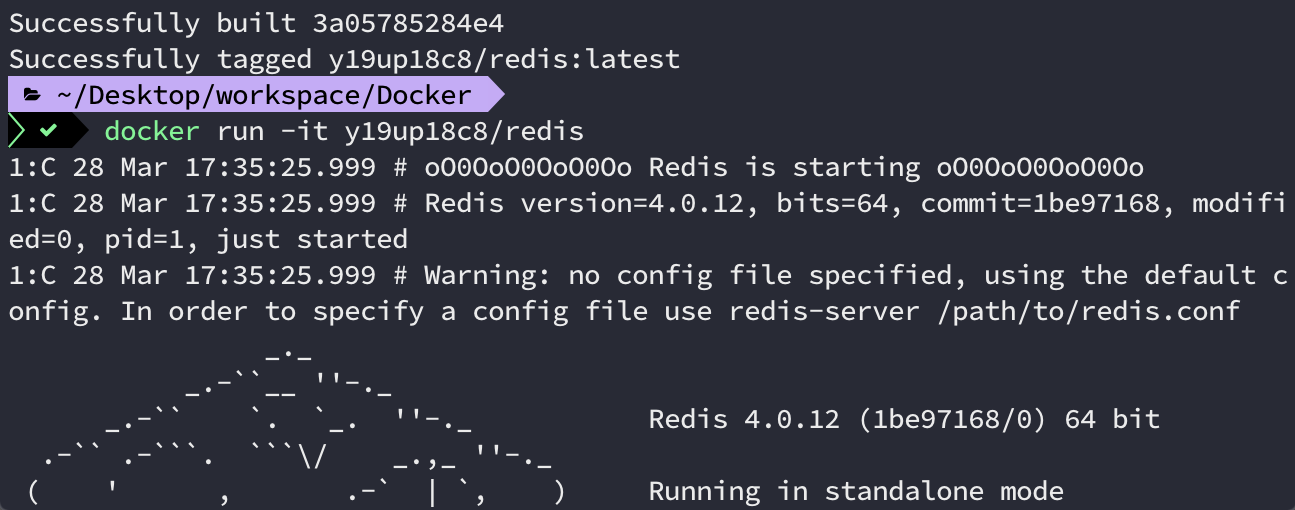 Successfully built 3a05785284e4
Successfully tagged y19up18c8/redis:latest
~/Desktop/workspace/Docker
docker run -it y19up18c8/redis
1:C 28 Mar 17:35:25.999 # oO0OoO0OoO0Oo Redis is starting oO0OoO0OoO0Oo
1:C 28 Mar 17:35:25.999 # Redis version=4.0.12, bits=64, commit=1be97168, modifi
ed=0, pid=1, just started
1:C 28 Mar 17:35:25.999 # Warning: no config file specified, using the default c
onfig. In order to specify a config file use redis-server /path/to/redis.conf
                _._
           _.-``__ ''-._
      _.-``    `.  `_.  ''-._           Redis 4.0.12 (1be97168/0) 64 bit
  .-`` .-```.  ```\/    _.,_ ''-._
 (    '      ,       .-`  | `,    )     Running in standalone mode